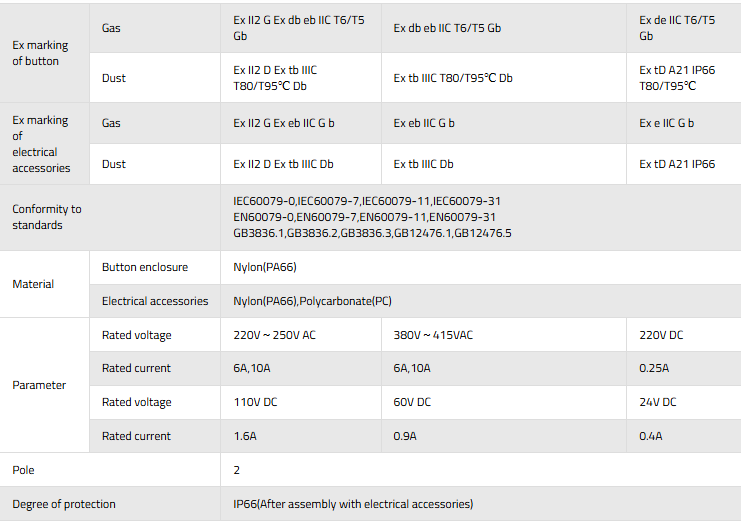 Ex marking of button
Gas
Ex II2 G Ex db eb IIC T6/T5 Gb
Ex db eb IIC T6/T5 Gb
Ex de IIC T6/T5 Gb
Dust
Ex II2 D Ex tb IIIC T80/T95℃ Db
Ex tb IIIC T80/T95℃ Db
Ex tD A21 IP66 T80/T95℃
Ex marking of electrical accessories
Gas
Ex II2 G Ex eb IIC G b
Ex eb IIC G b
Ex e IIC G b
Dust
Ex II2 D Ex tb IIIC Db
Ex tb IIIC Db
Ex tD A21 IP66
Conformity to standards
IEC60079-0,IEC60079-7,IEC60079-11,IEC60079-31
EN60079-0,EN60079-7,EN60079-11,EN60079-31
GB3836.1,GB3836.2,GB3836.3,GB12476.1,GB12476.5
Material
Button enclosure
Nylon(PA66)
Electrical accessories
Nylon(PA66),Polycarbonate(PC)
Parameter
Rated voltage
220V ~ 250V AC
380V ~ 415VAC
220V DC
Rated current
6A,10A
6A,10A
0.25A
Rated voltage
110V DC
60V DC
24V DC
Rated current
1.6A
0.9A
0.4A
Pole
2
Degree of protection
IP66(After assembly with electrical accessories)